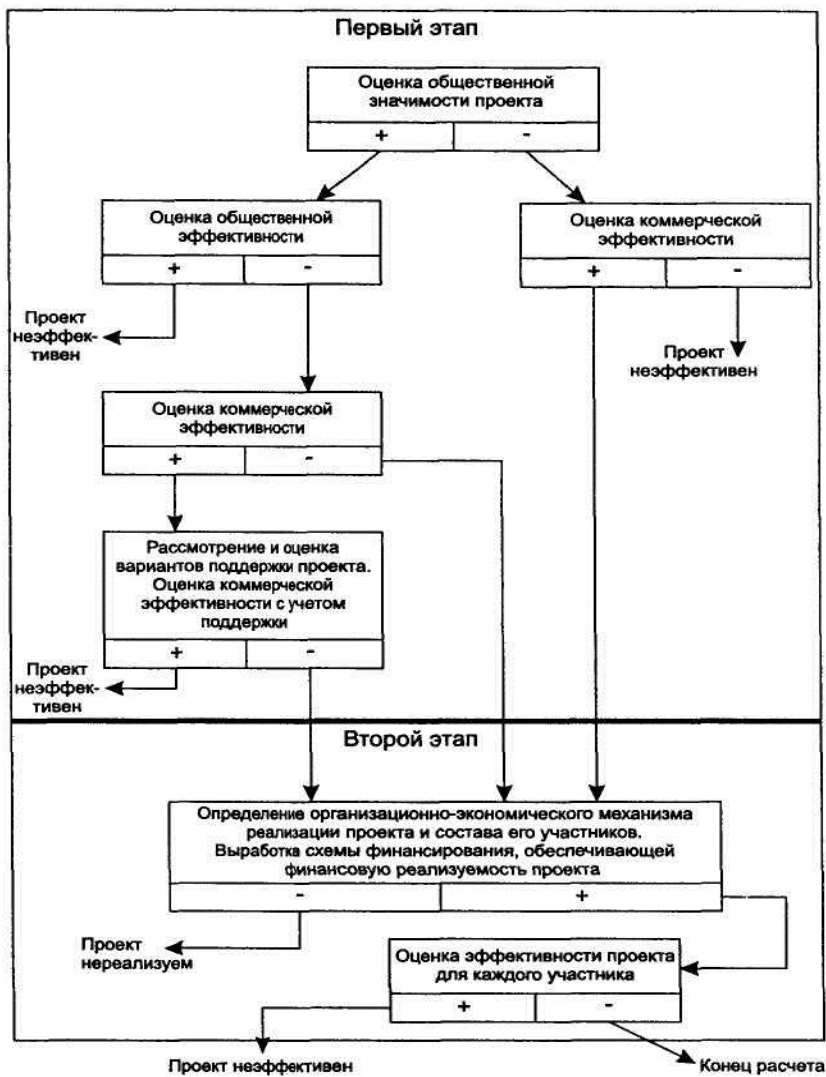 Первый этап
Оценка общественной
значимости проекта
+ -
Оценка общественной
эффективности
+ -
Оценка коммерческой
эффективности
+ -
Проект
неэффек-
тивен
Проект
неэффективен
Оценка коммерческой
эффективности
+ -
Рассмотрение и оценка
вариантов поддержки проекта.
Оценка коммерческой
эффективности с учетом
поддержки
+ -
Проект
неэффек-
тивен
Второй этап
Определение организационно-экономического механизма
реализации проекта и состава его участников.
Выработка схемы финансирования, обеспечивающей
финансовую реализуемость проекта
- +
Проект
нереализуем
Оценка эффективности проекта
для каждого участника
+ -
Проект неэффективен
Конец расчета